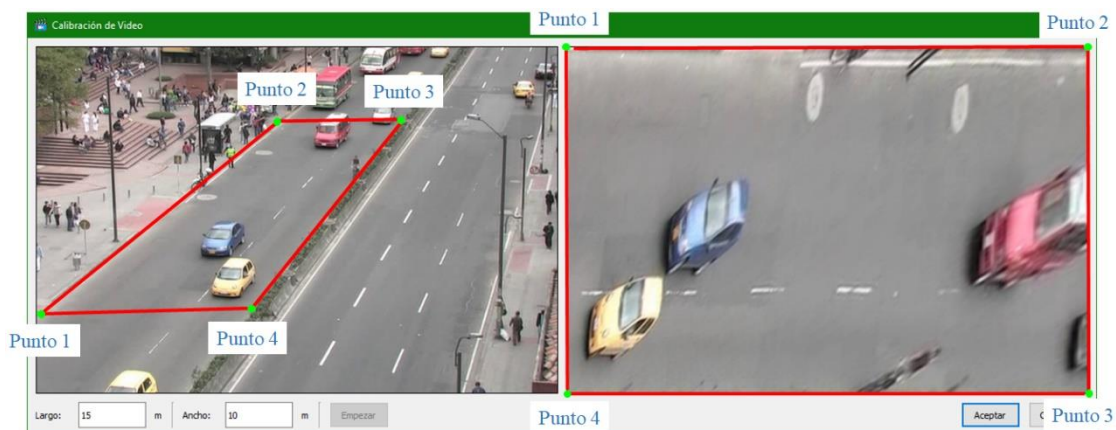 Calibración de Video
Punto 1
Punto 2
Punto 2
Punto 3
Punto 1
Punto 4
Largo:
15
m
Ancho:
10
m
Empezar
Punto 4
Aceptar
Punto 3